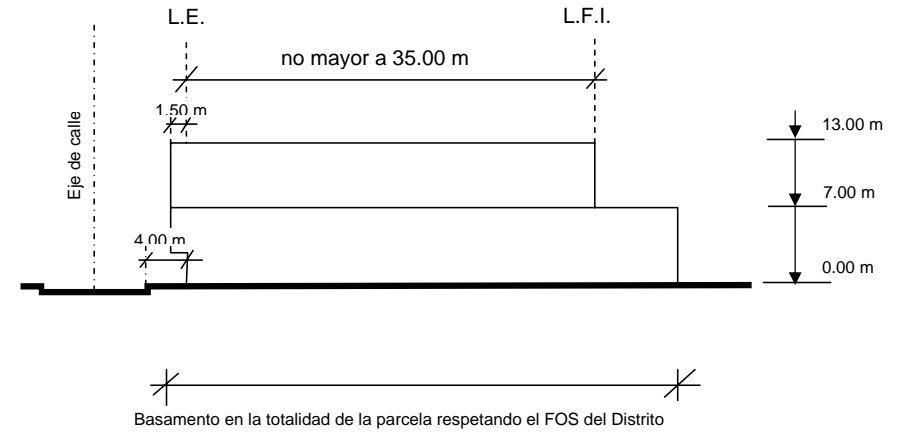 L.E.
L.F.I.
no mayor a 35.00 m
1.50 m
13.00 m
Eje de calle
7.00 m
4.00 m
0.00 m
Basamento en la totalidad de la parcela respetando el FOS del Distrito